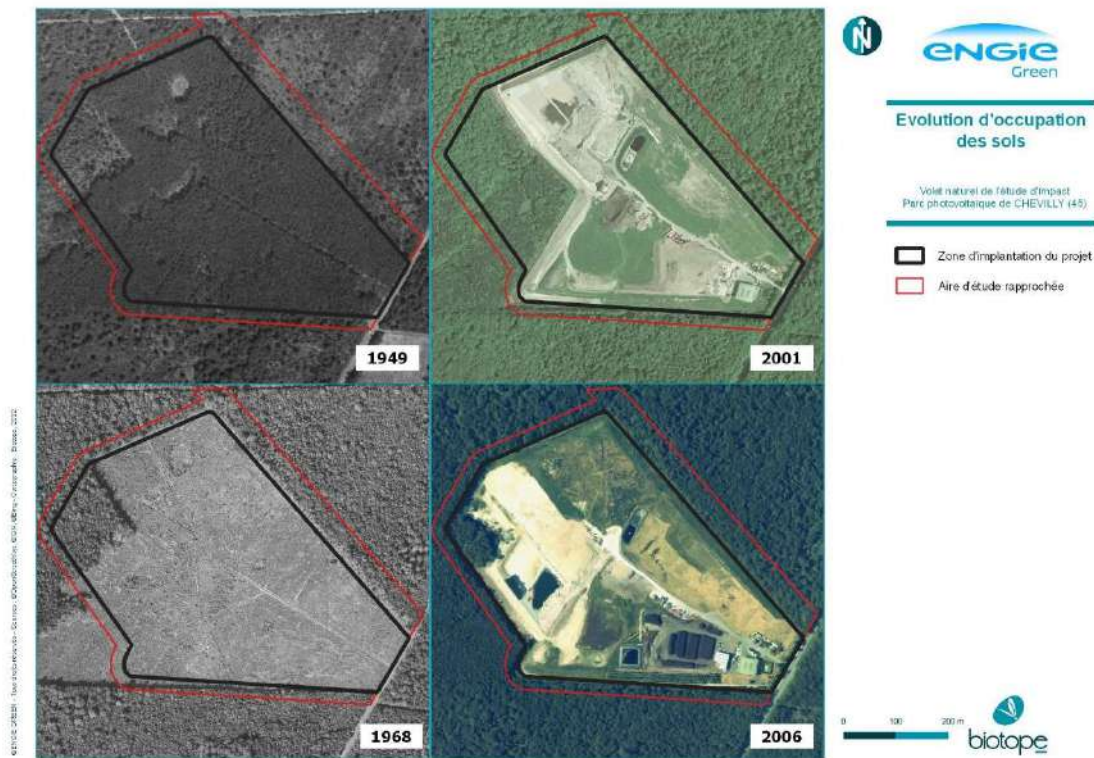 1949
2001
1968
2006
N
ENGIE
Green
Evolution d'occupation
des sols
Volet naturel de l'étude d'impact
Parc photovoltaïque de CHEVILLY (45)
Zone d'implantation du projet
Aire d'étude rapprochée
0 100 200 m
biotope